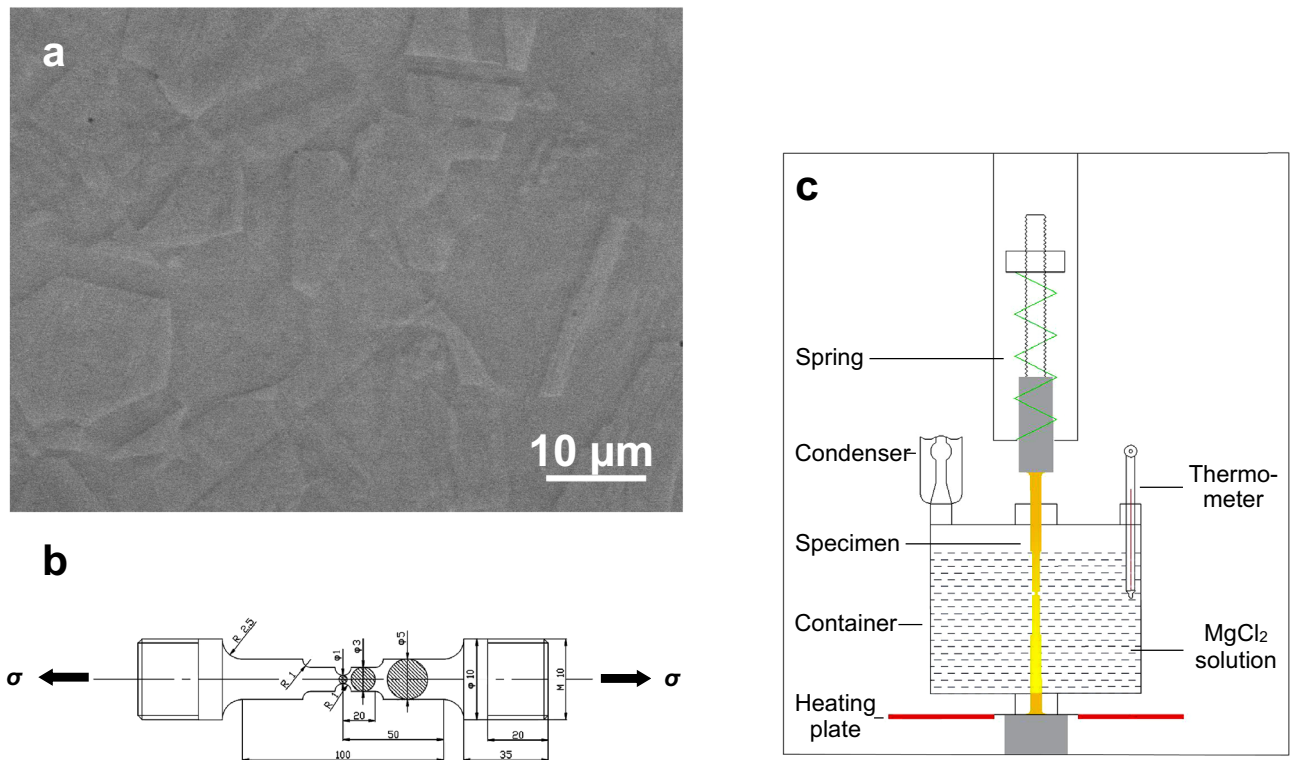 a
10 µm
b
σ
R 2.5
R 1
φ1
R 1
φ3
φ5
φ10
M 10
σ
20
50
100
20
35
c
Spring
Condenser
Thermo-
meter
Specimen
Container
MgCl₂
solution
Heating
plate